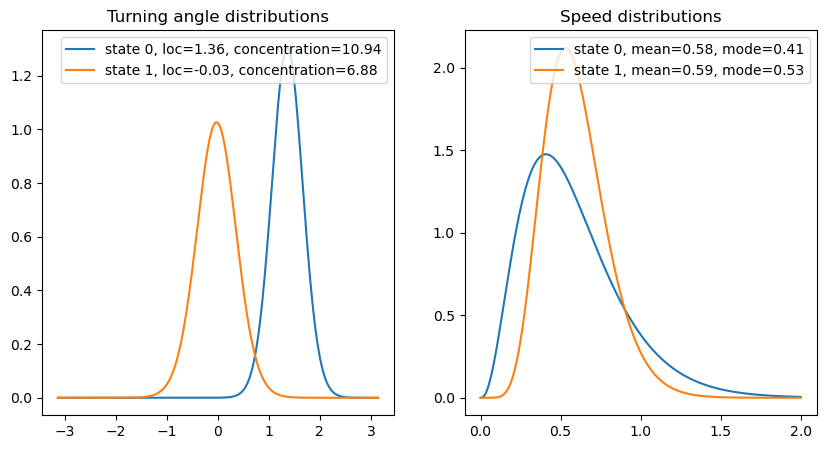 Turning angle distributions
state 0, loc=1.36, concentration=10.94
state 1, loc=-0.03, concentration=6.88
1.2
1.0
0.8
0.6
0.4
0.2
0.0
−3 −2 −1 0 1 2 3
Speed distributions
state 0, mean=0.58, mode=0.41
state 1, mean=0.59, mode=0.53
2.0
1.5
1.0
0.5
0.0
0.0 0.5 1.0 1.5 2.0